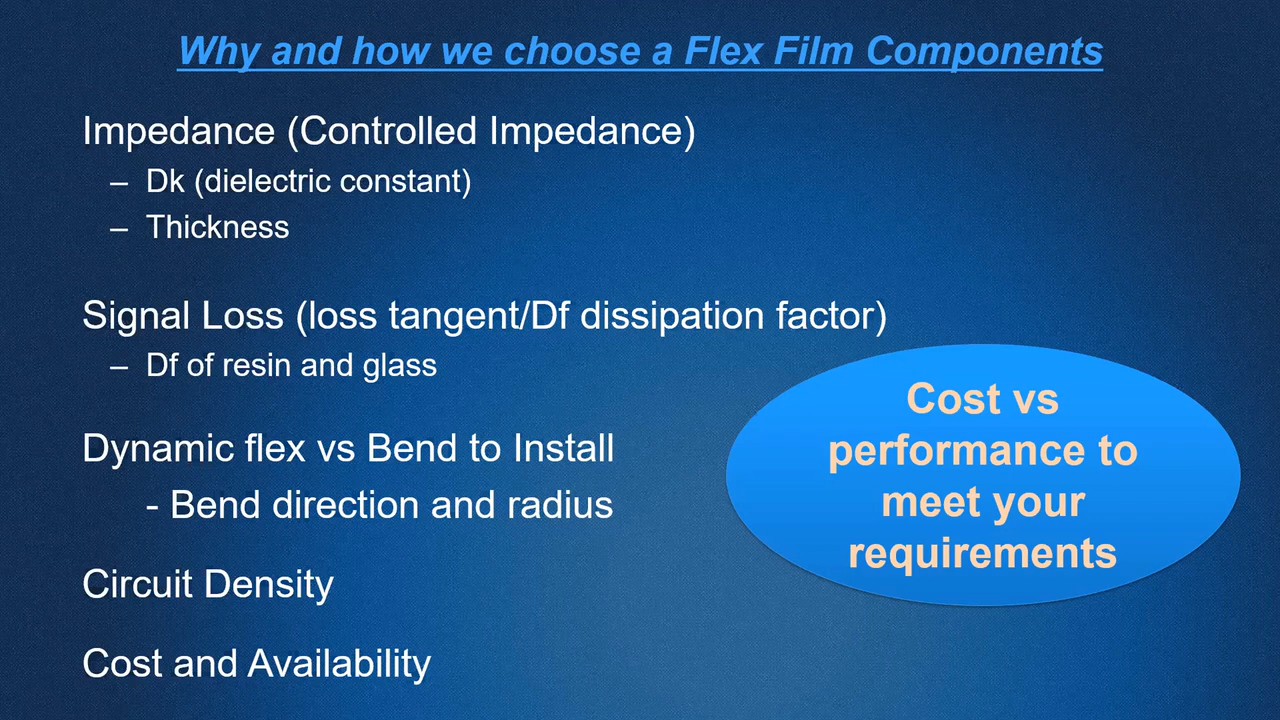 Why and how we choose a Flex Film Components
Impedance (Controlled Impedance)
– Dk (dielectric constant)
– Thickness
Signal Loss (loss tangent/Df dissipation factor)
– Df of resin and glass
Dynamic flex vs Bend to Install
- Bend direction and radius
Circuit Density
Cost and Availability
Cost vs
performance to
meet your
requirements